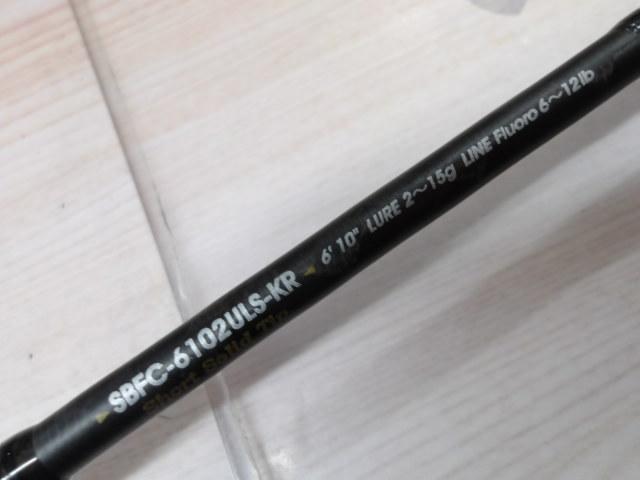 SBFC-6102ULS-KR 6' 10" LURE 2～15g LINE Fluoro 6～12lb
Short Solid Tip